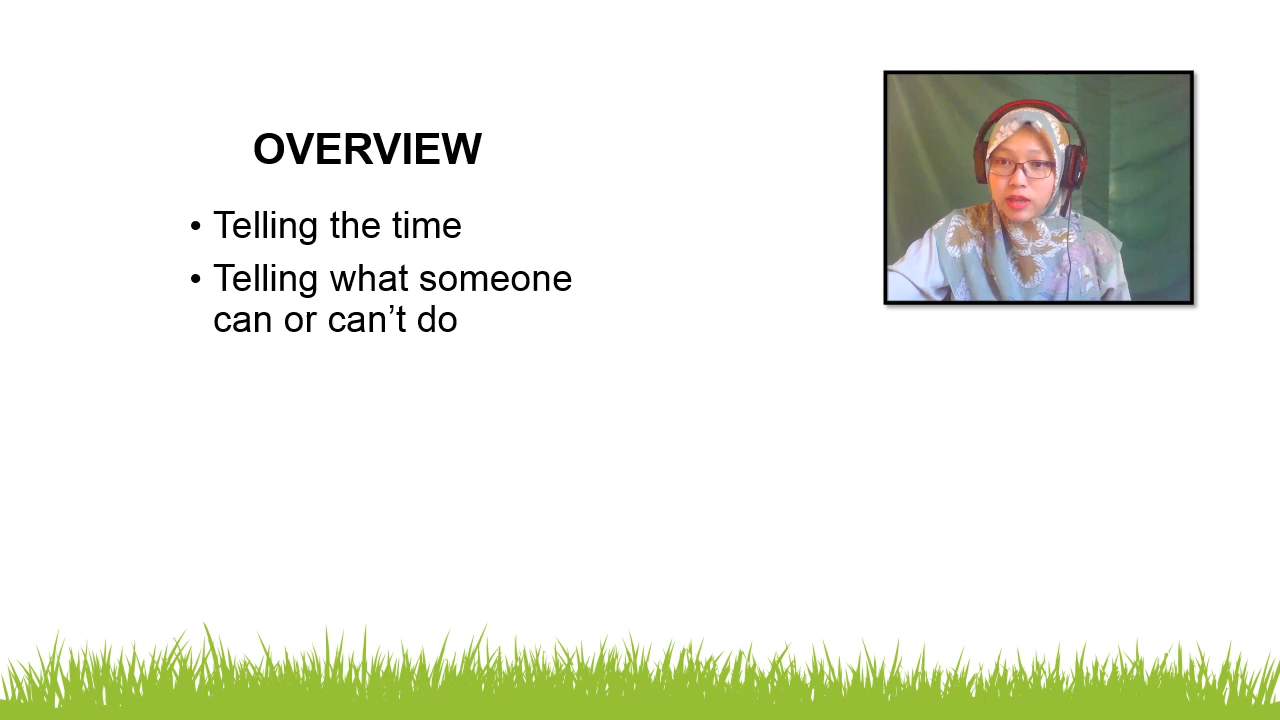 OVERVIEW
• Telling the time
• Telling what someone
can or can’t do